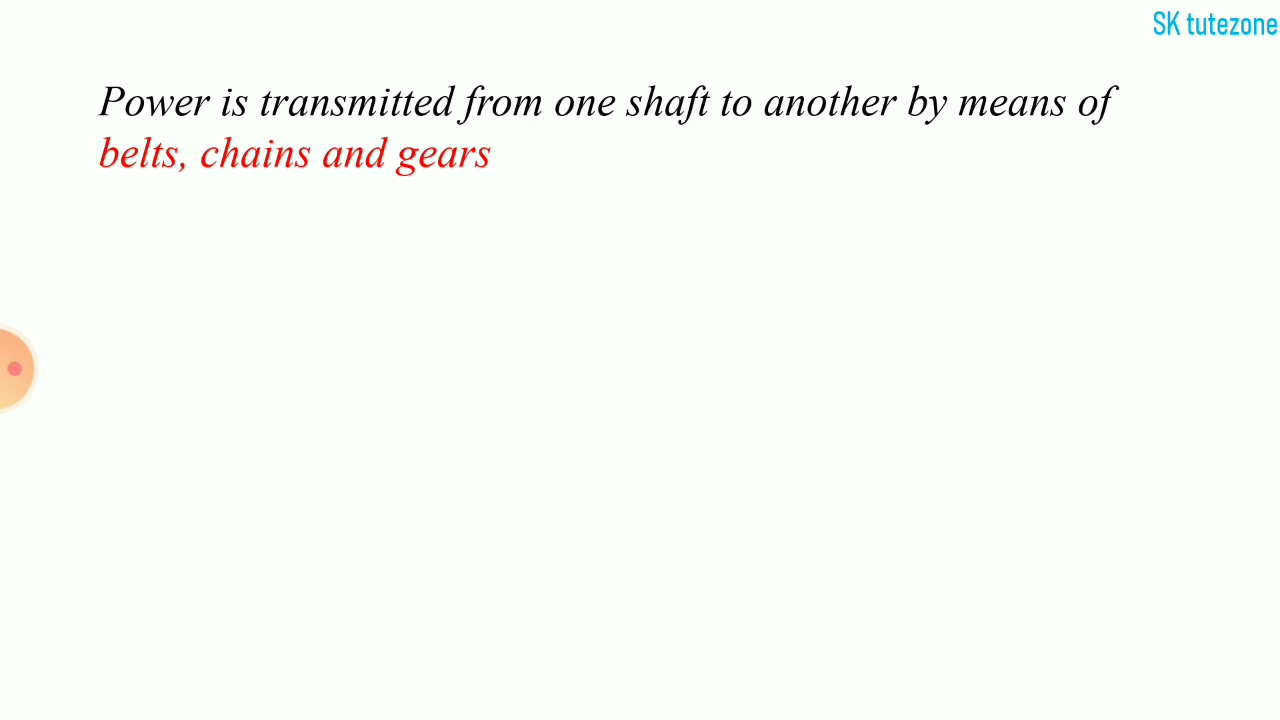 SK tutezone
Power is transmitted from one shaft to another by means of
belts, chains and gears